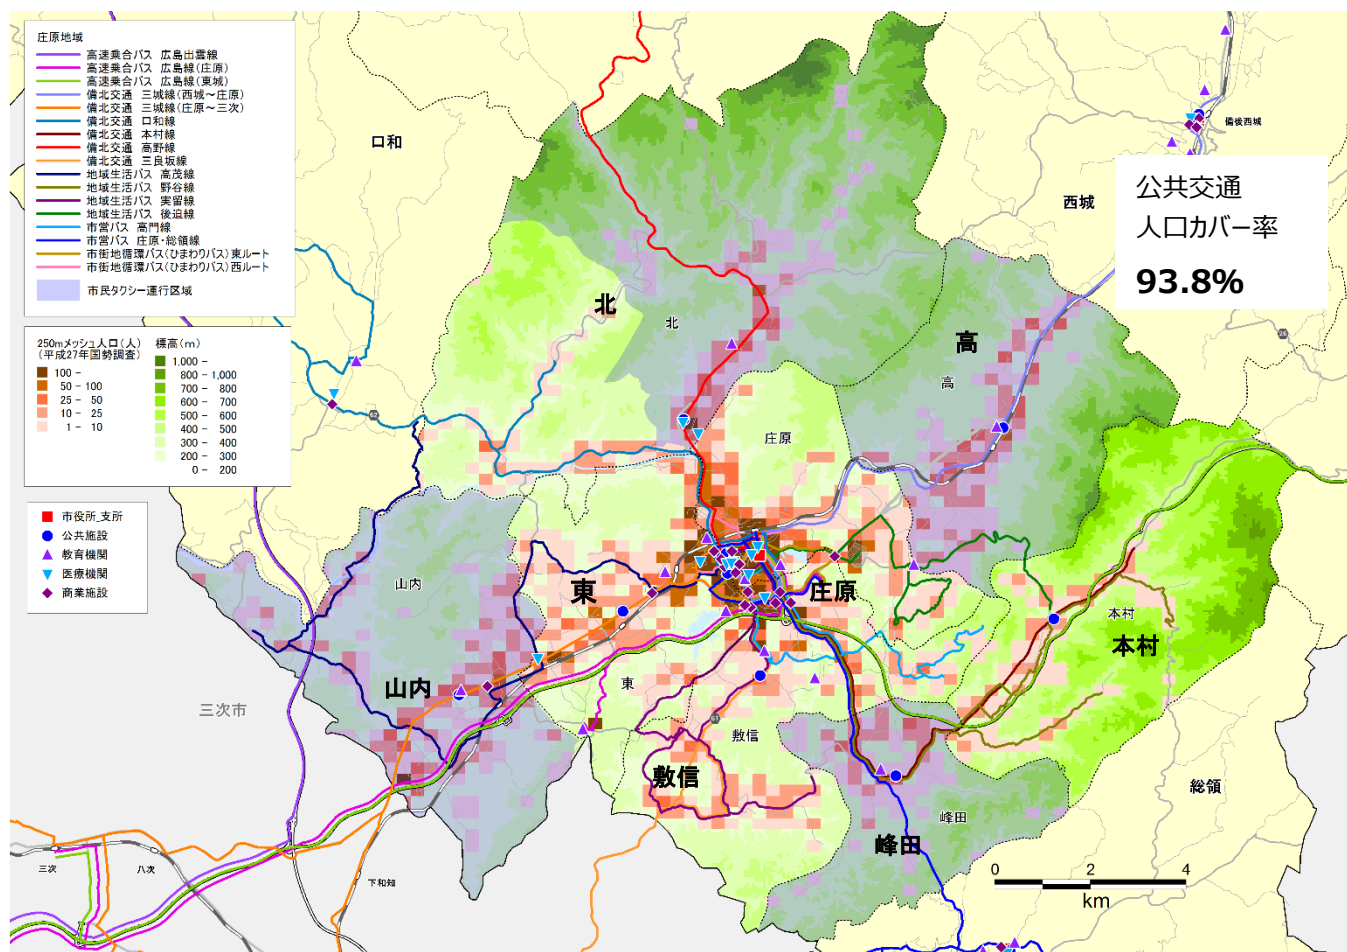 庄原地域
高速乗合バス 広島出雲線
高速乗合バス 広島線(庄原)
高速乗合バス 広島線(東城)
備北交通 三城線(西城～庄原)
備北交通 三城線(庄原～三次)
備北交通 口和線
備北交通 本村線
備北交通 高野線
備北交通 三良坂線
地域生活バス 高茂線
地域生活バス 野谷線
地域生活バス 実留線
地域生活バス 後迫線
市営バス 高門線
市営バス 庄原・総領線
市街地循環バス(ひまわりバス)東ルート
市街地循環バス(ひまわりバス)西ルート
市民タクシー運行区域
250mメッシュ人口(人)
(平成27年国勢調査)
100 -
50 - 100
25 - 50
10 - 25
1 - 10
標高(m)
1,000 -
800 - 1,000
700 - 800
600 - 700
500 - 600
400 - 500
300 - 400
200 - 300
0 - 200
市役所_支所
公共施設
教育機関
医療機関
商業施設
公共交通
人口カバー率
93.8%
口和
西城
備後西城
26
北
北
高
高
62
庄原
山内
東
庄原
本村
本村
山内
東
三次市
61
敷信
敷信
総領
峰田
峰田
三次
八次
下和知
0 2 4
km